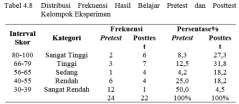 Tabel 4.8 Distribusi Frekuensi Hasil Belajar Pretest dan Posttest
Kelompok Eksperimen
Interval Skor Kategori Frekuensi Persentase%
Pretest Posttest Pretest Posttest
80-100 Sangat Tinggi 2 6 8,3 27,3
66-79 Tinggi 3 7 12,5 31,8
56-65 Sedang 1 4 4,2 18,2
40-55 Rendah 6 4 25,0 18,2
30-39 Sangat Rendah 12 1 50,0 4,5
24 22 100% 100%